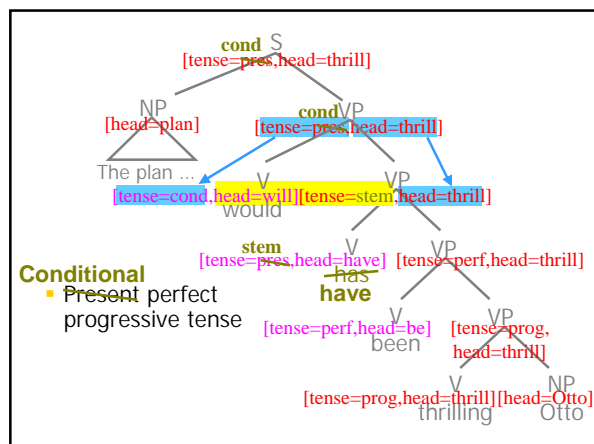 cond S
[tense=pres,head=thrill]
NP
[head=plan]
cond VP
[tense=pres,head=thrill]
The plan ...
V
[tense=cond,head=will]
would
VP
[tense=stem,head=thrill]
stem V
[tense=pres,head=have]
has
have
VP
[tense=perf,head=thrill]
Conditional
Present perfect
progressive tense
V
[tense=perf,head=be]
been
VP
[tense=prog,
head=thrill]
V
[tense=prog,head=thrill]
thrilling
NP
[head=Otto]
Otto